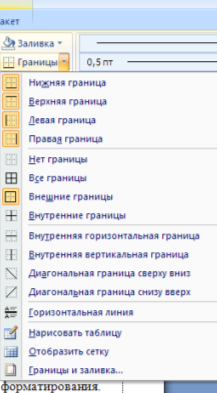 акет
Заливка
Границы
0,5 пт
Нижняя граница
Верхняя граница
Левая граница
Правая граница
Нет границы
Все границы
Внешние границы
Внутренние границы
Внутренняя горизонтальная граница
Внутренняя вертикальная граница
Диагональная граница сверху вниз
Диагональная граница снизу вверх
Горизонтальная линия
Нарисовать таблицу
Отобразить сетку
Границы и заливка...
форматирования.